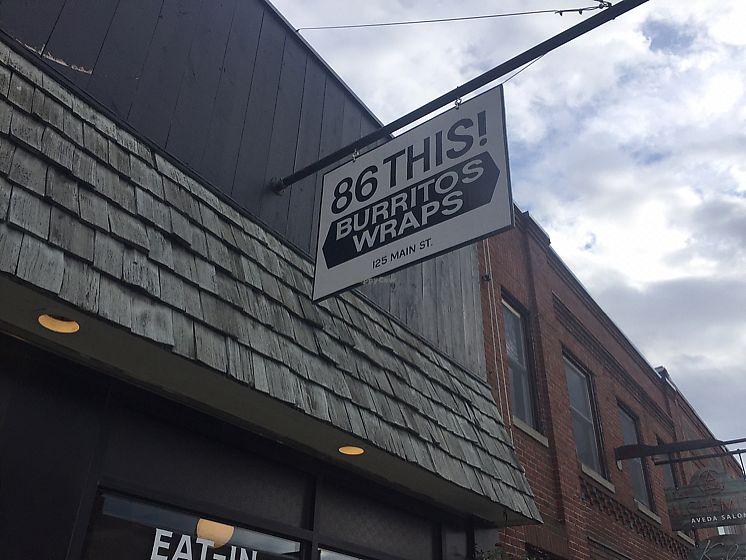 86 THIS!
BURRITOS
WRAPS
125 MAIN ST.
EAT-IN
AVEDA SALON